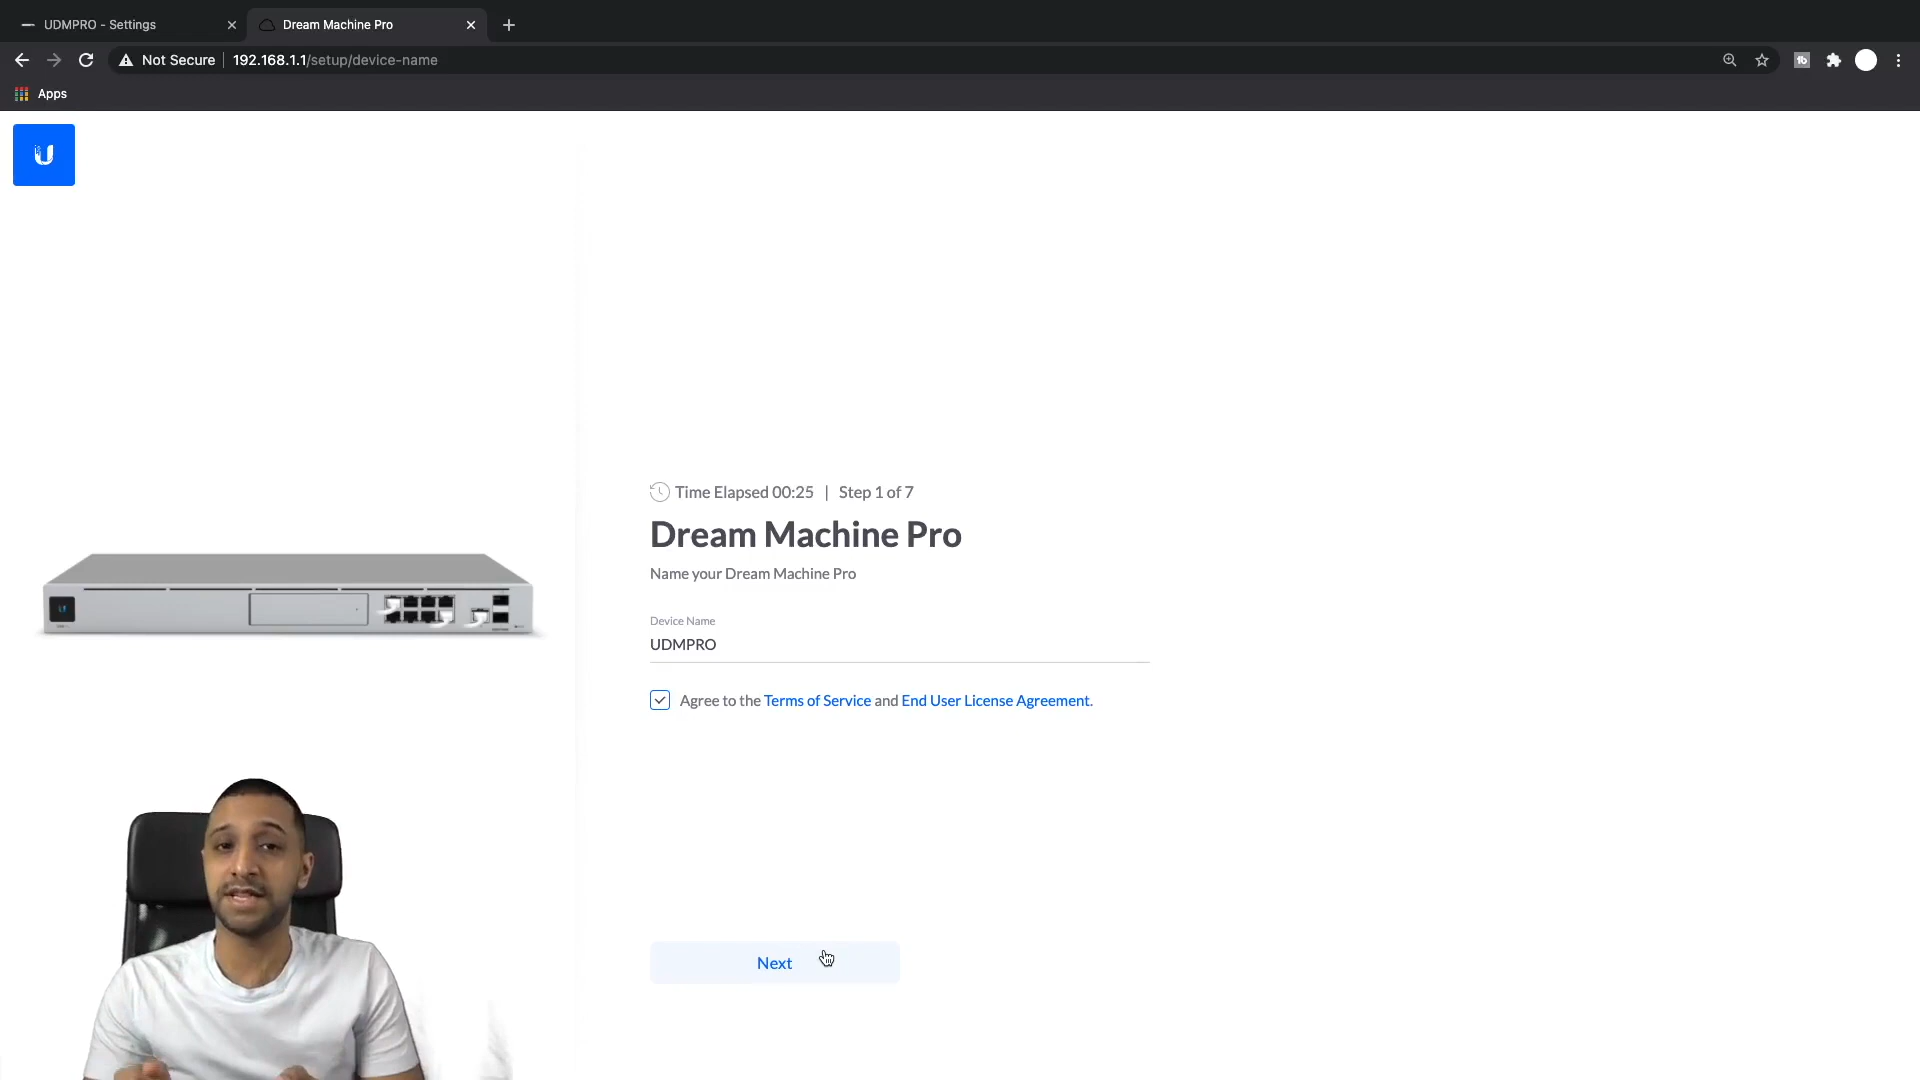 UDMPRO - Settings
Dream Machine Pro
Not Secure
192.168.1.1/setup/device-name
Apps
Time Elapsed 00:25 | Step 1 of 7
Dream Machine Pro
Name your Dream Machine Pro
Device Name
UDMPRO
Agree to the Terms of Service and End User License Agreement.
Next